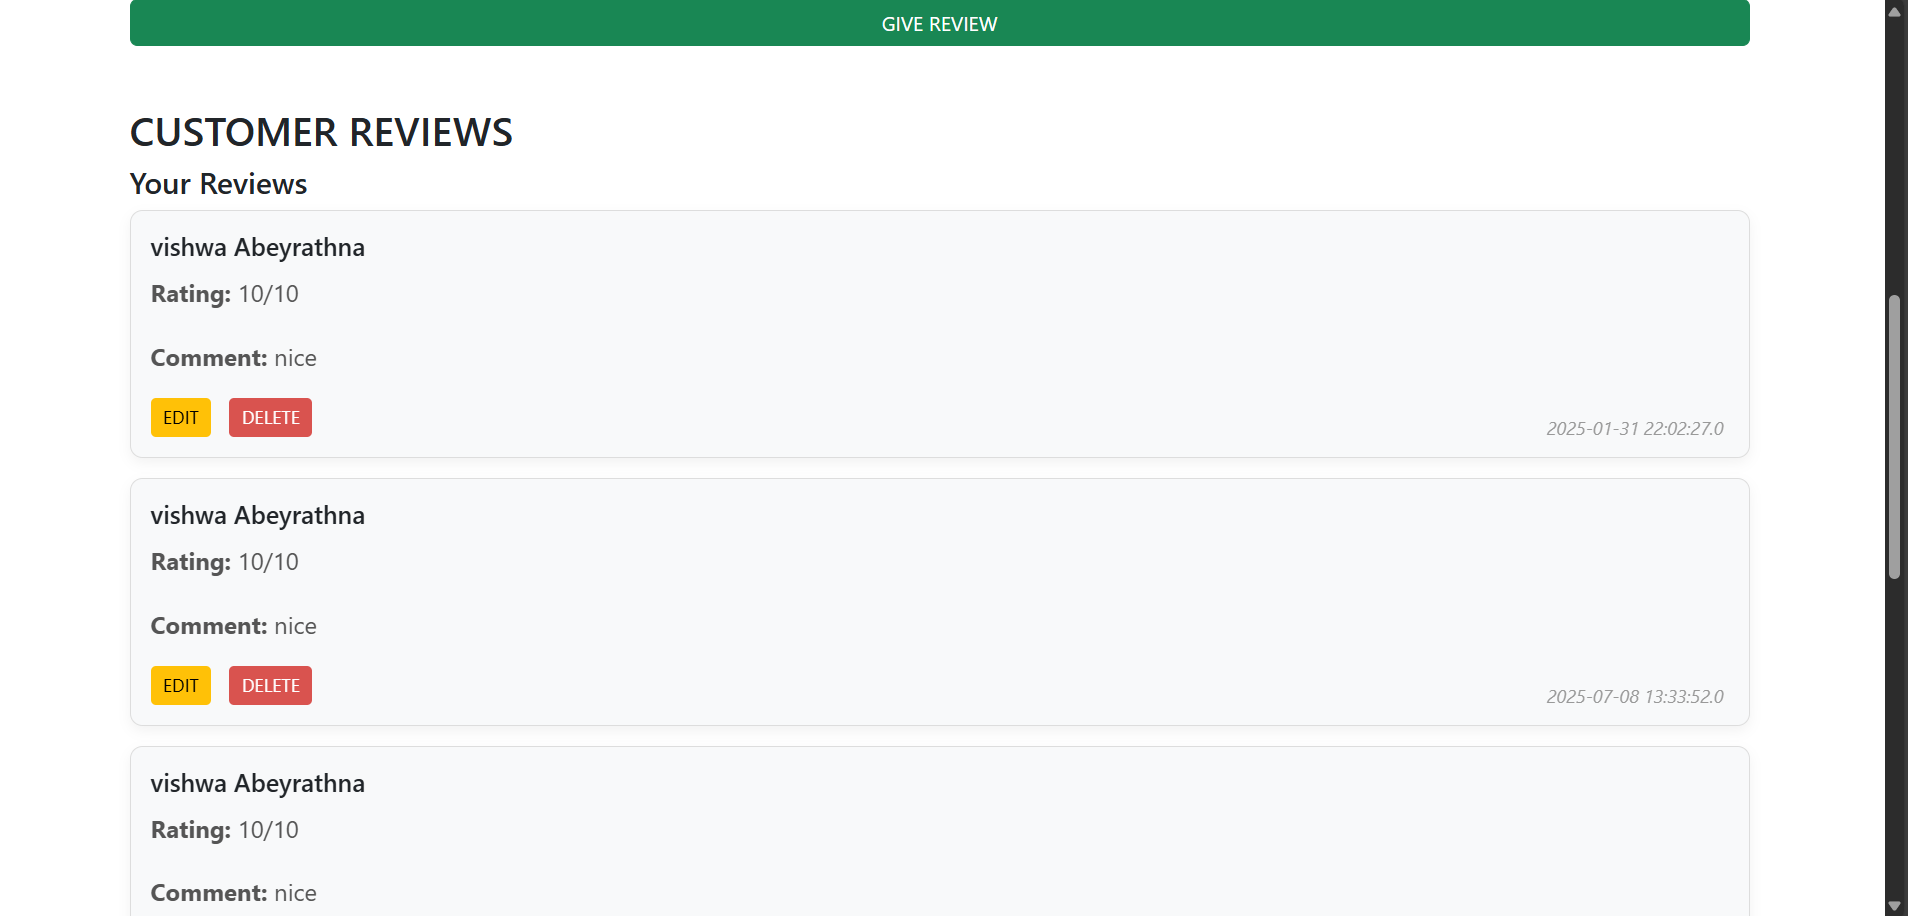 GIVE REVIEW
CUSTOMER REVIEWS
Your Reviews
vishwa Abeyrathna
Rating: 10/10
Comment: nice
EDIT DELETE
2025-01-31 22:02:27.0
vishwa Abeyrathna
Rating: 10/10
Comment: nice
EDIT DELETE
2025-07-08 13:33:52.0
vishwa Abeyrathna
Rating: 10/10
Comment: nice